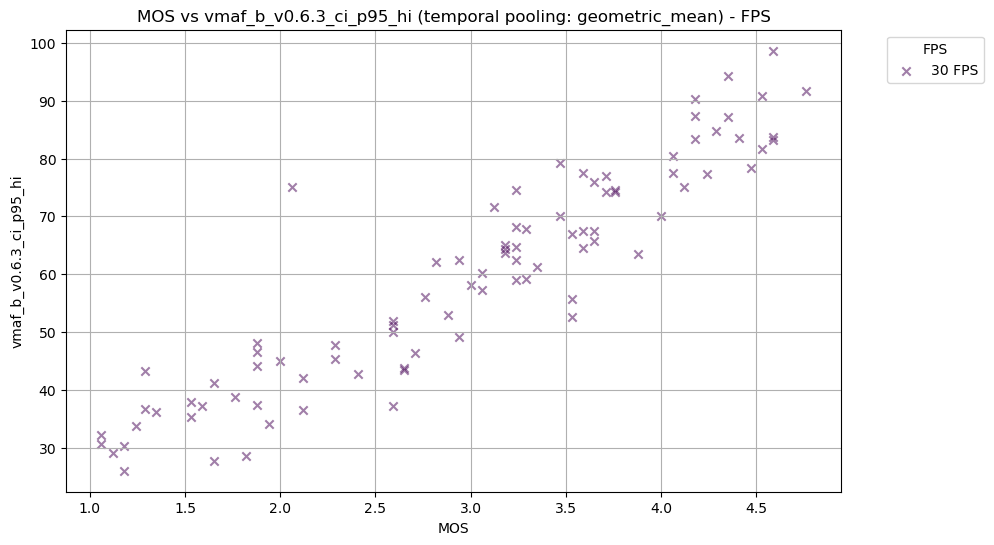 MOS vs vmaf_b_v0.6.3_ci_p95_hi (temporal pooling: geometric_mean) - FPS
FPS
30 FPS
vmaf_b_v0.6.3_ci_p95_hi
100
90
80
70
60
50
40
30
1.0 1.5 2.0 2.5 3.0 3.5 4.0 4.5
MOS